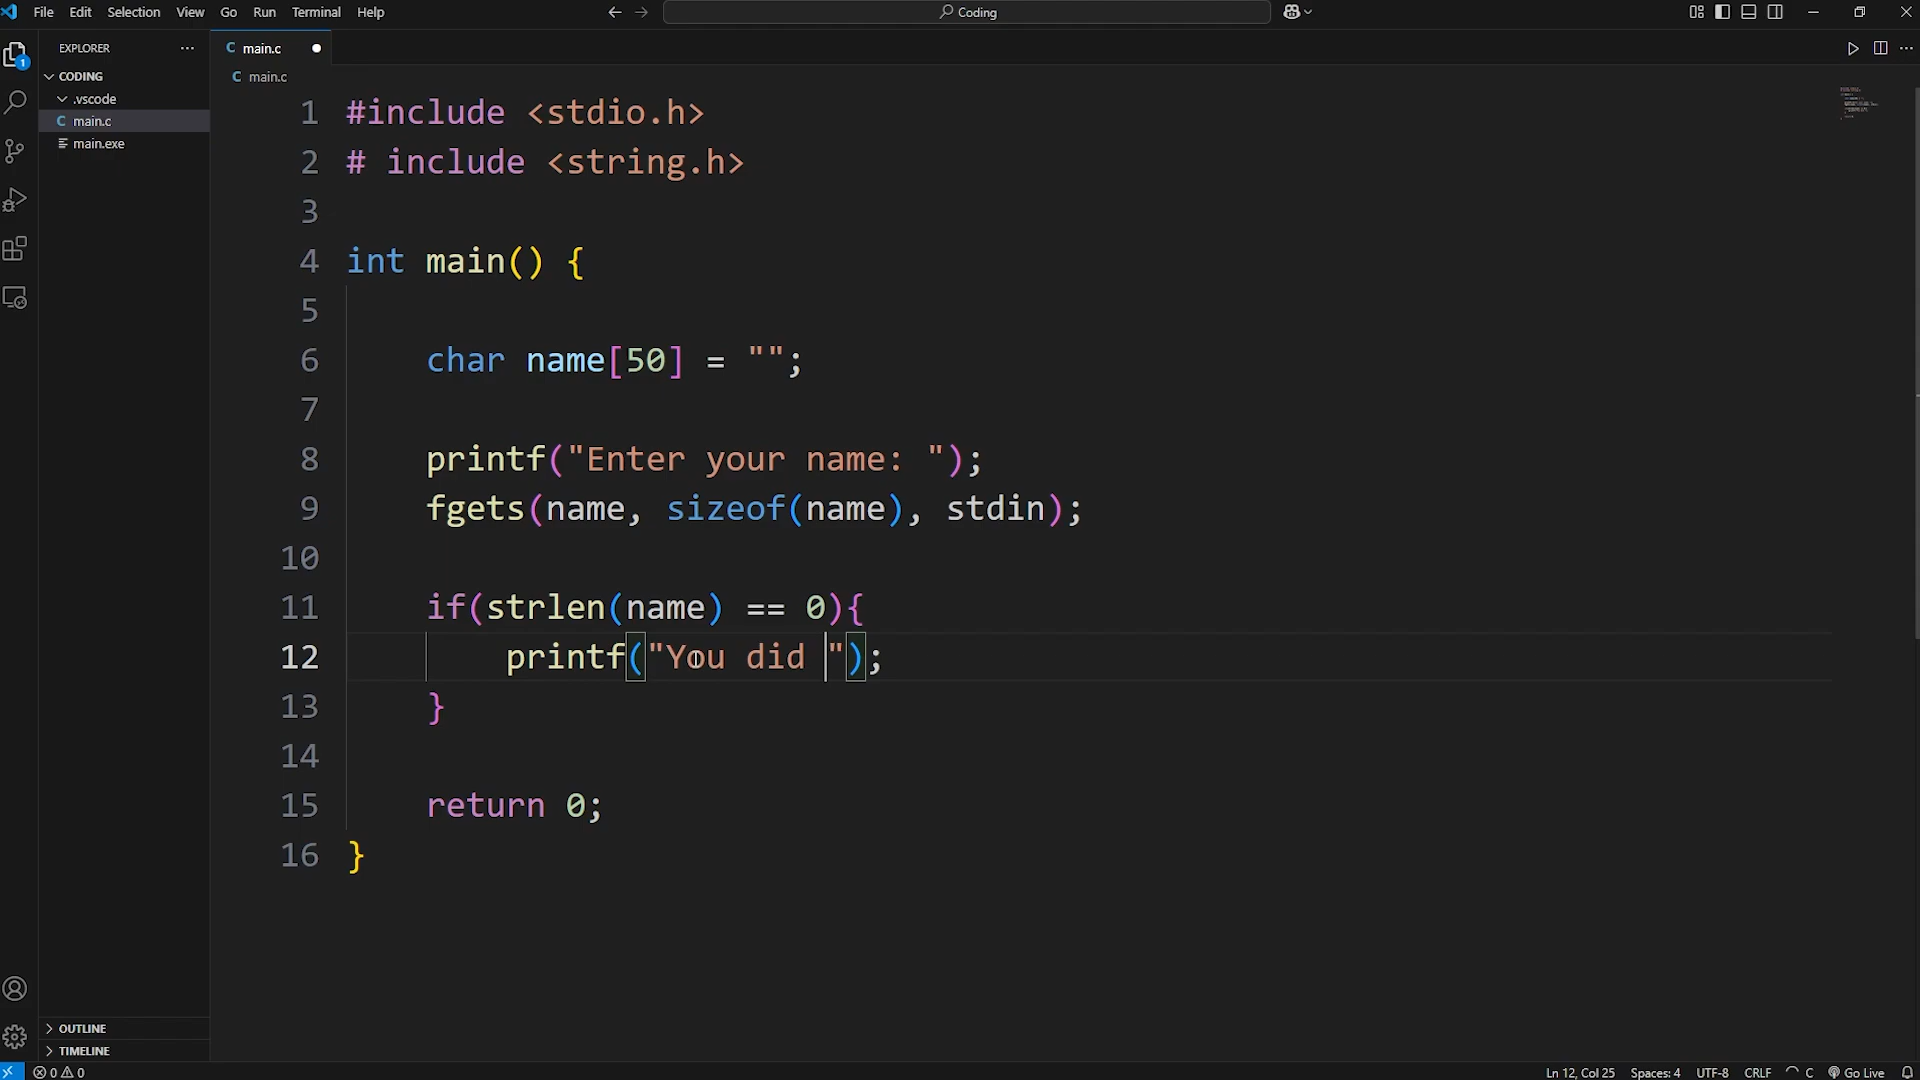 File Edit Selection View Go Run Terminal Help
Coding
EXPLORER
CODING
.vscode
C main.c
main.exe
OUTLINE
TIMELINE
C main.c
C main.c
1 #include <stdio.h>
2 # include <string.h>
3
4 int main() {
5
6 char name[50] = "";
7
8 printf("Enter your name: ");
9 fgets(name, sizeof(name), stdin);
10
11 if(strlen(name) == 0){
12 printf("You did ");
13 }
14
15 return 0;
16 }
1
0 0
Ln 12, Col 25 Spaces: 4 UTF-8 CRLF C Go Live